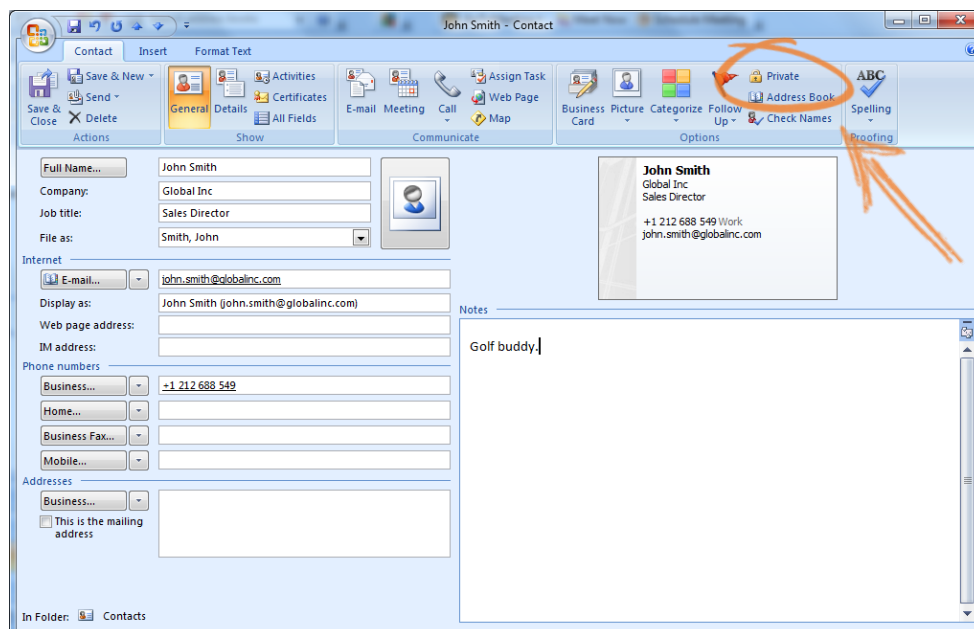 John Smith - Contact
Contact Insert Format Text
Save & Close
Save & New
Send
Delete
Actions
General
Details
Activities
Certificates
All Fields
Show
E-mail
Meeting
Call
Assign Task
Web Page
Map
Communicate
Business Card
Picture
Categorize
Follow Up
Private
Address Book
Check Names
Options
ABC
Spelling
Proofing
Full Name... John Smith
Company: Global Inc
Job title: Sales Director
File as: Smith, John
Internet
E-mail... john.smith@globalinc.com
Display as: John Smith (john.smith@globalinc.com)
Web page address:
IM address:
Phone numbers
Business... +1 212 688 549
Home...
Business Fax...
Mobile...
Addresses
Business...
This is the mailing
address
In Folder: Contacts
John Smith
Global Inc
Sales Director
+1 212 688 549 Work
john.smith@globalinc.com
Notes
Golf buddy.